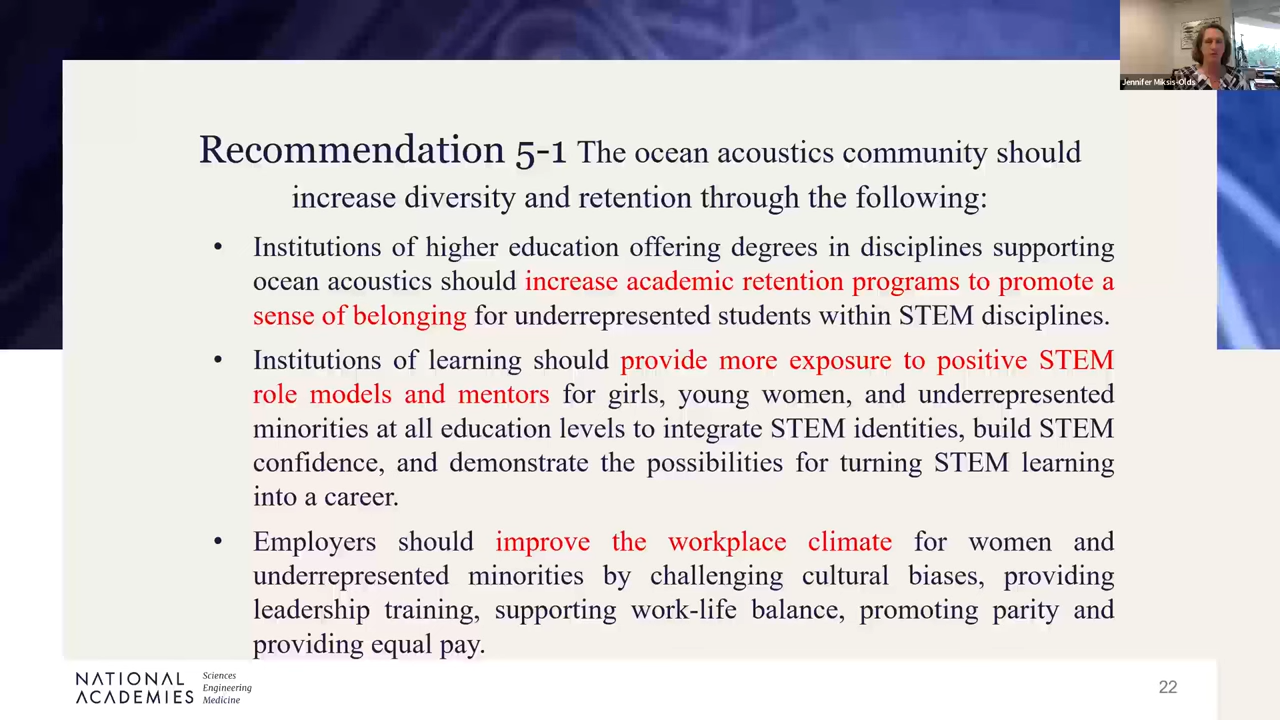 Jennifer Miksis-Olds
Recommendation 5-1 The ocean acoustics community should
increase diversity and retention through the following:
• Institutions of higher education offering degrees in disciplines supporting
ocean acoustics should increase academic retention programs to promote a
sense of belonging for underrepresented students within STEM disciplines.
• Institutions of learning should provide more exposure to positive STEM
role models and mentors for girls, young women, and underrepresented
minorities at all education levels to integrate STEM identities, build STEM
confidence, and demonstrate the possibilities for turning STEM learning
into a career.
• Employers should improve the workplace climate for women and
underrepresented minorities by challenging cultural biases, providing
leadership training, supporting work-life balance, promoting parity and
providing equal pay.
NATIONAL ACADEMIES
Sciences
Engineering
Medicine
22